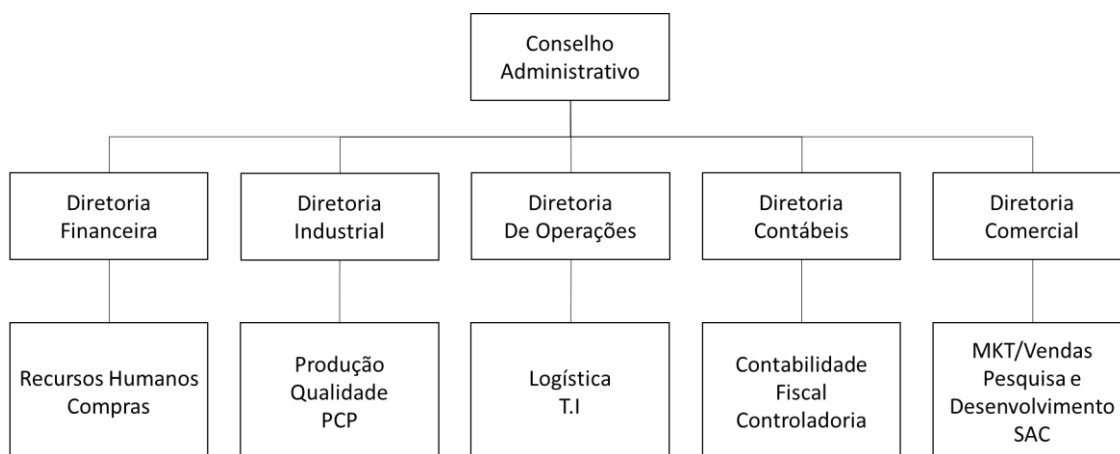 Conselho
Administrativo
Diretoria
Financeira
Diretoria
Industrial
Diretoria
De Operações
Diretoria
Contábeis
Diretoria
Comercial
Recursos Humanos
Compras
Produção
Qualidade
PCP
Logística
T.I
Contabilidade
Fiscal
Controladoria
MKT/Vendas
Pesquisa e
Desenvolvimento
SAC